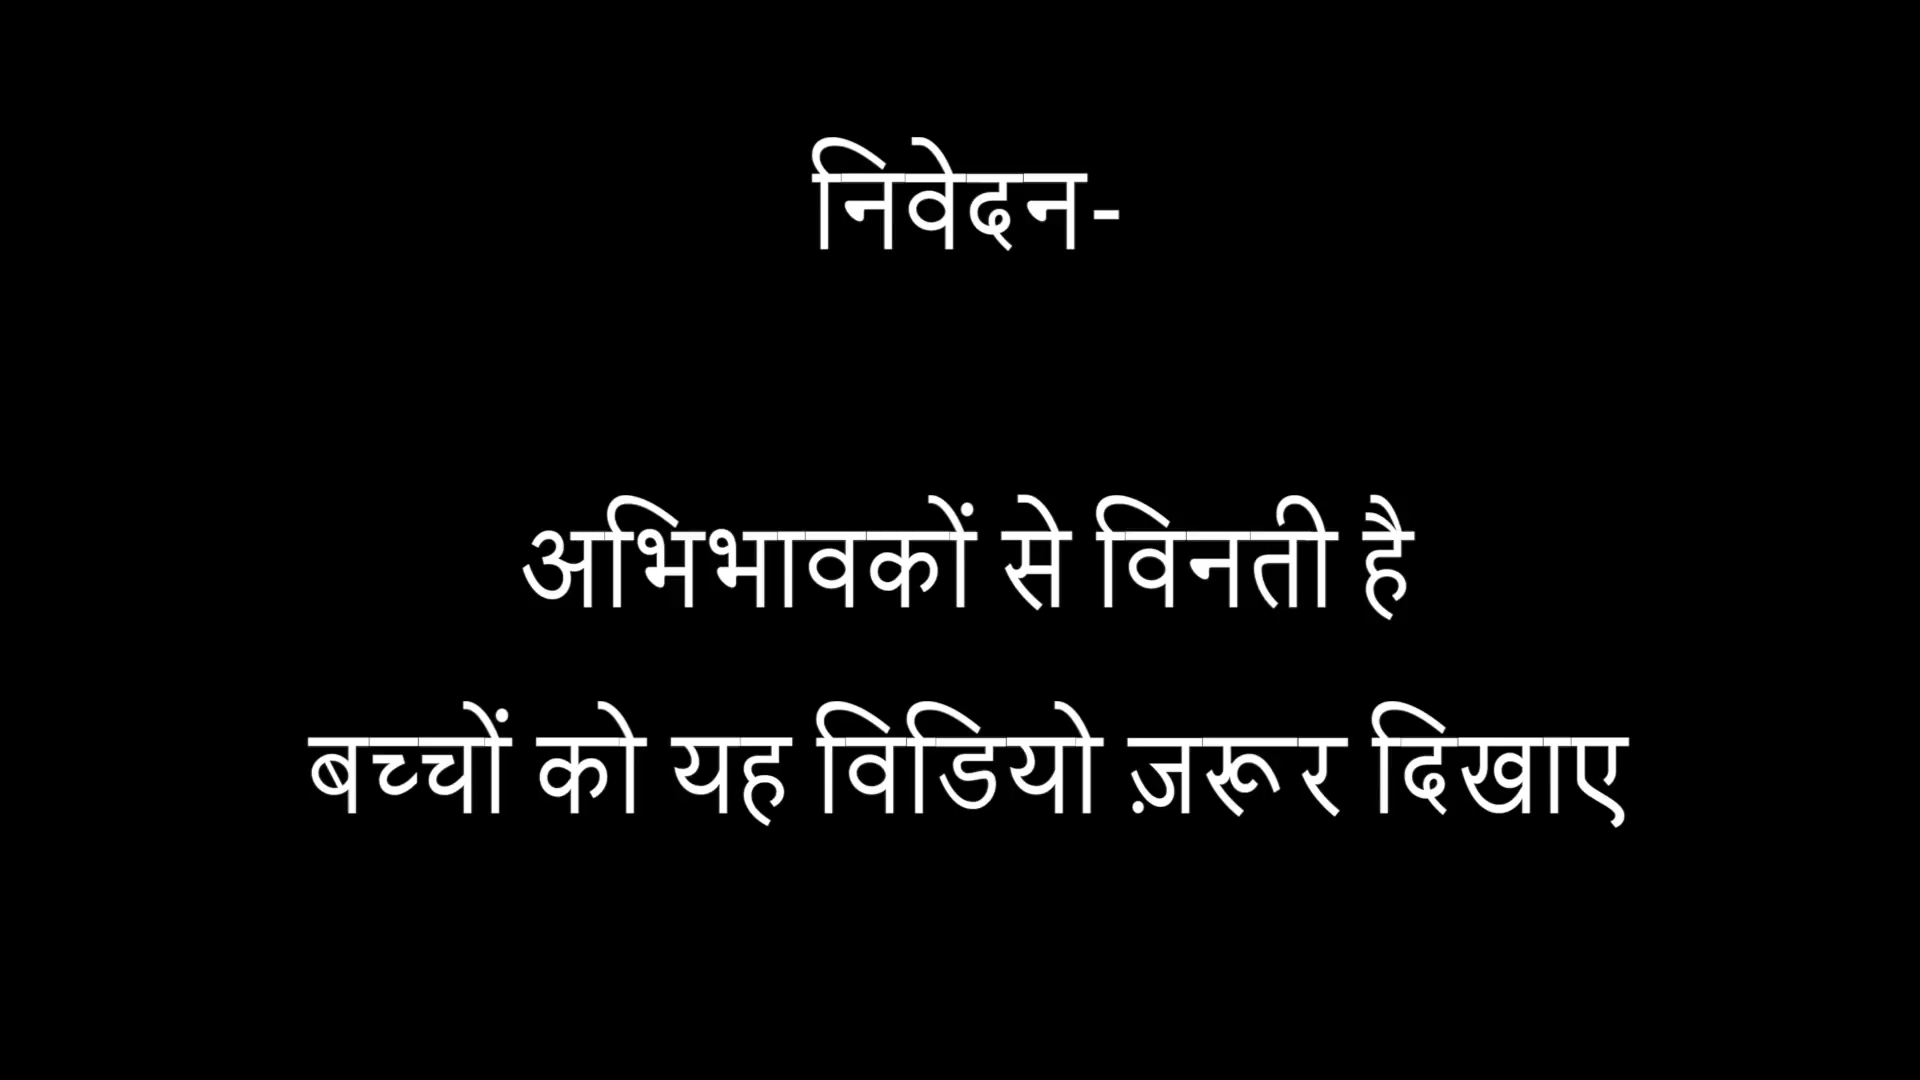 निवेदन-
अभिभावकों से विनती है
बच्चों को यह विडियो ज़रूर दिखाए